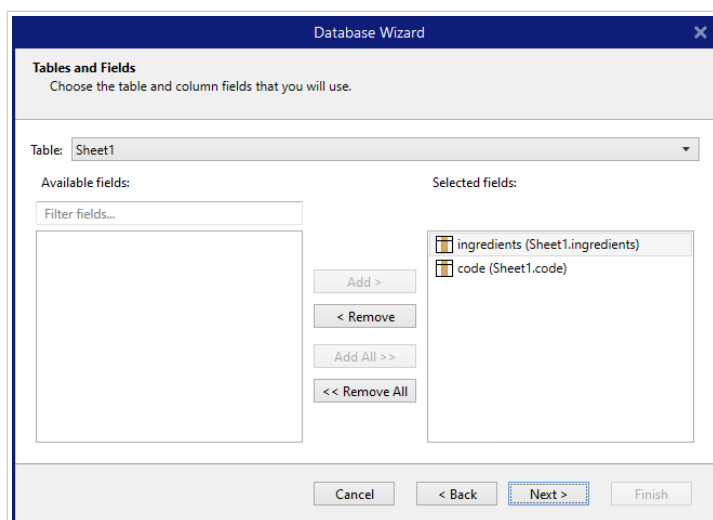 Database Wizard
Tables and Fields
Choose the table and column fields that you will use.
Table: Sheet1
Available fields:
Selected fields:
Filter fields...
ingredients (Sheet1.ingredients)
code (Sheet1.code)
Add >
< Remove
Add All >>
<< Remove All
Cancel
< Back
Next >
Finish